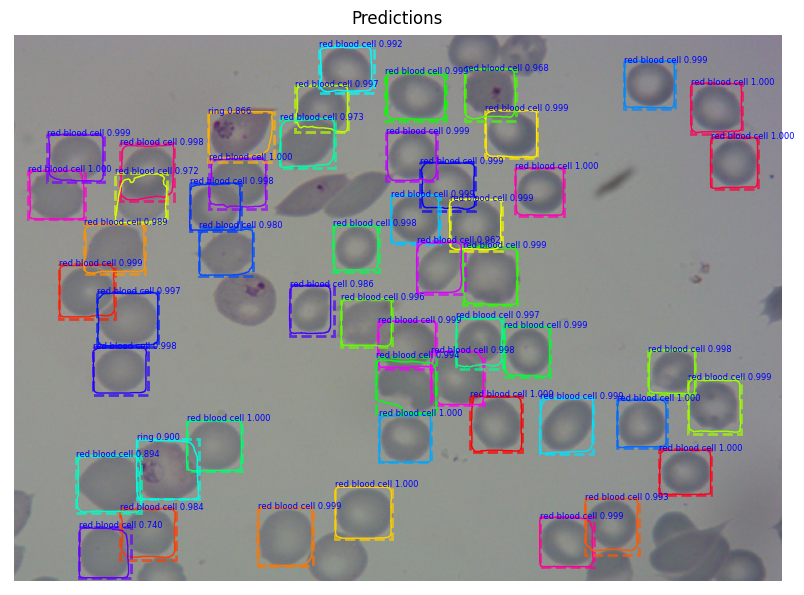 Predictions
red blood cell 0.992
red blood cell 0.999
red blood cell 0.968
red blood cell 0.999
red blood cell 1.000
red blood cell 0.997
ring 0.866
red blood cell 0.973
red blood cell 0.999
red blood cell 0.999
red blood cell 0.999
red blood cell 0.998
red blood cell 1.000
red blood cell 1.000
red blood cell 0.999
red blood cell 1.000
red blood cell 1.000
red blood cell 0.972
red blood cell 0.998
red blood cell 0.999
red blood cell 0.999
red blood cell 0.989
red blood cell 0.980
red blood cell 0.998
red blood cell 0.962
red blood cell 0.999
red blood cell 0.999
red blood cell 0.986
red blood cell 0.997
red blood cell 0.996
red blood cell 0.999
red blood cell 0.997
red blood cell 0.999
red blood cell 0.998
red blood cell 0.994
red blood cell 0.998
red blood cell 0.998
red blood cell 0.999
red blood cell 1.000
red blood cell 0.999
red blood cell 1.000
red blood cell 1.000
red blood cell 1.000
ring 0.900
red blood cell 0.894
red blood cell 1.000
red blood cell 1.000
red blood cell 0.993
red blood cell 0.984
red blood cell 0.999
red blood cell 0.999
red blood cell 0.740